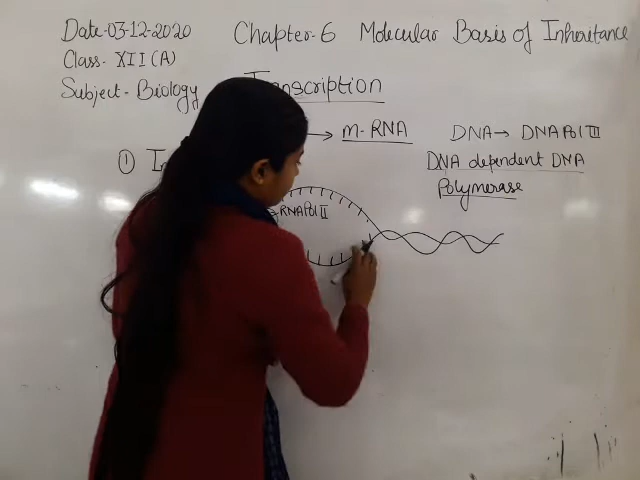 Date-03-12-2020
Chapter-6 Molecular Basis of Inheritance
Class- XII (A)
Subject- Biology
Transcription
→ m-RNA
DNA→ DNA Pol III
①
DNA dependent DNA
Polymerase
→RNA Pol II